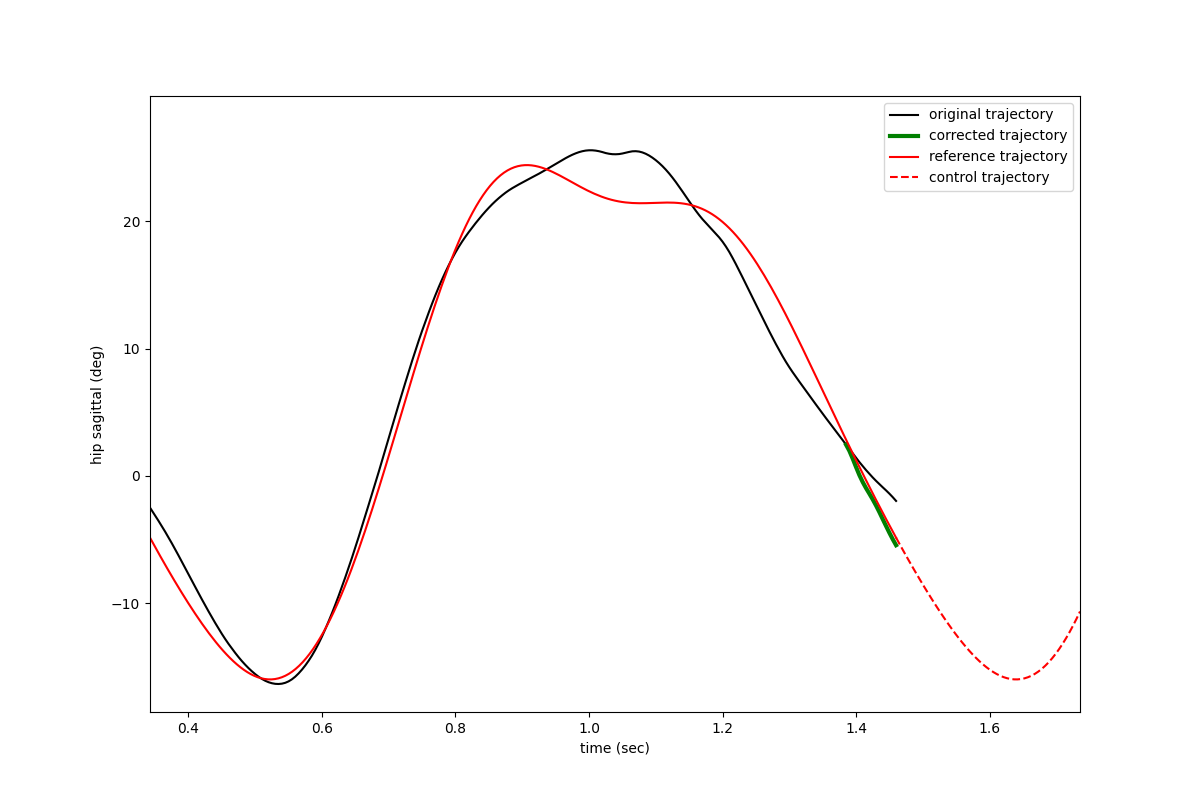 original trajectory
corrected trajectory
reference trajectory
control trajectory
20
10
0
−10
hip sagittal (deg)
0.4 0.6 0.8 1.0 1.2 1.4 1.6
time (sec)